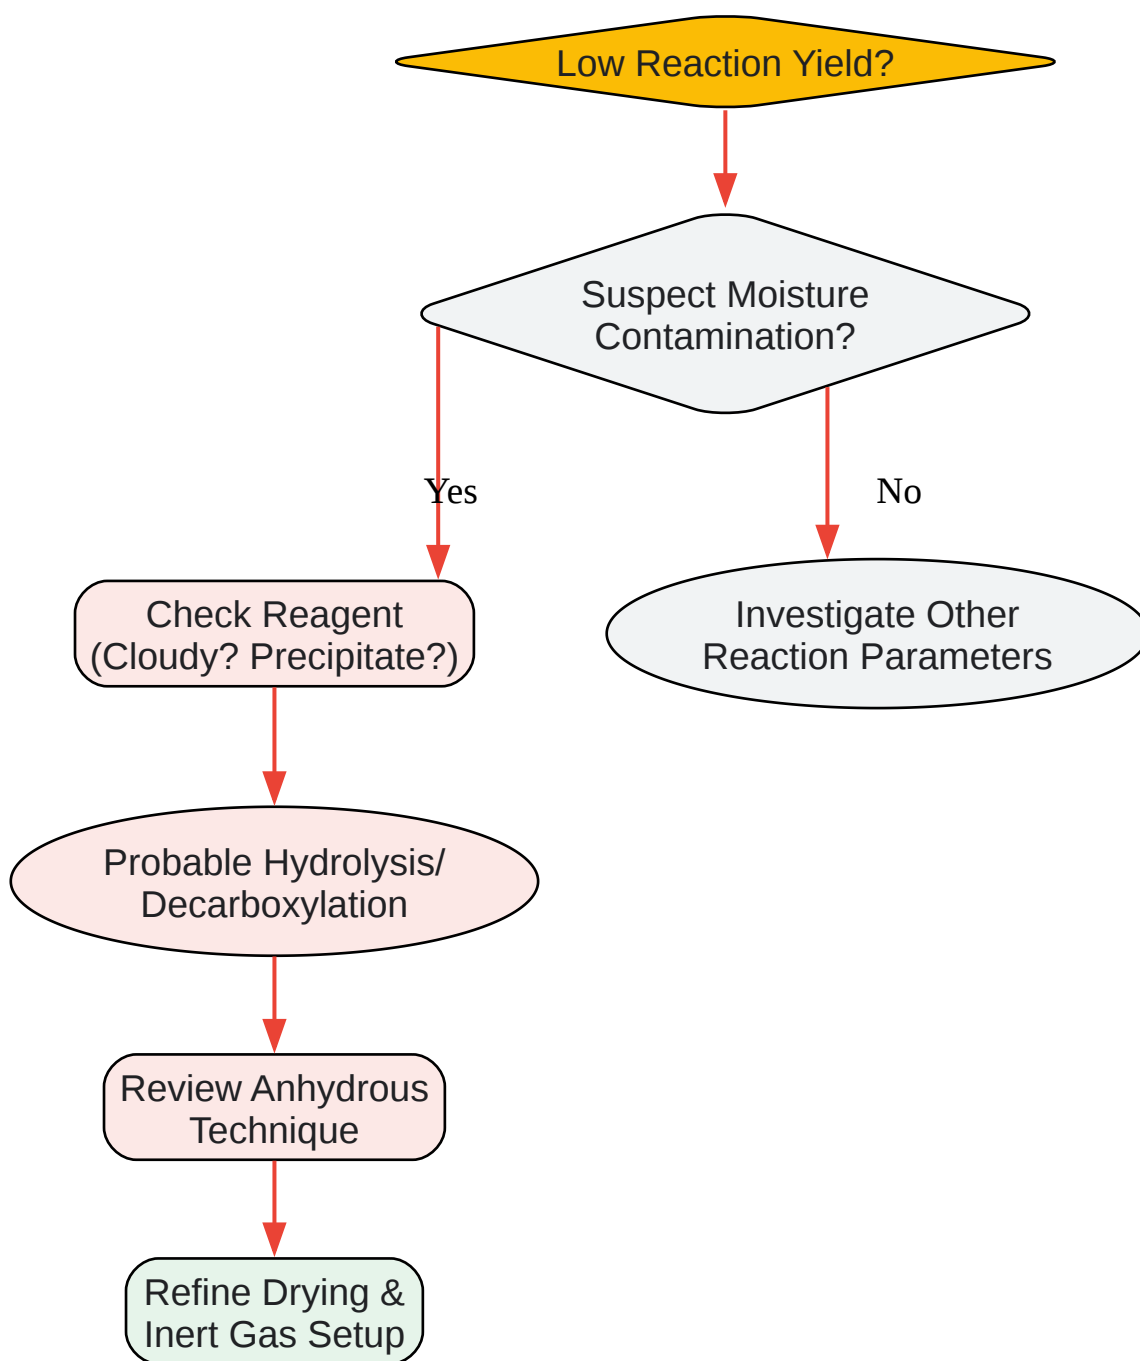 Low Reaction Yield?
Suspect Moisture
Contamination?
Yes
No
Check Reagent
(Cloudy? Precipitate?)
Investigate Other
Reaction Parameters
Probable Hydrolysis/
Decarboxylation
Review Anhydrous
Technique
Refine Drying &
Inert Gas Setup